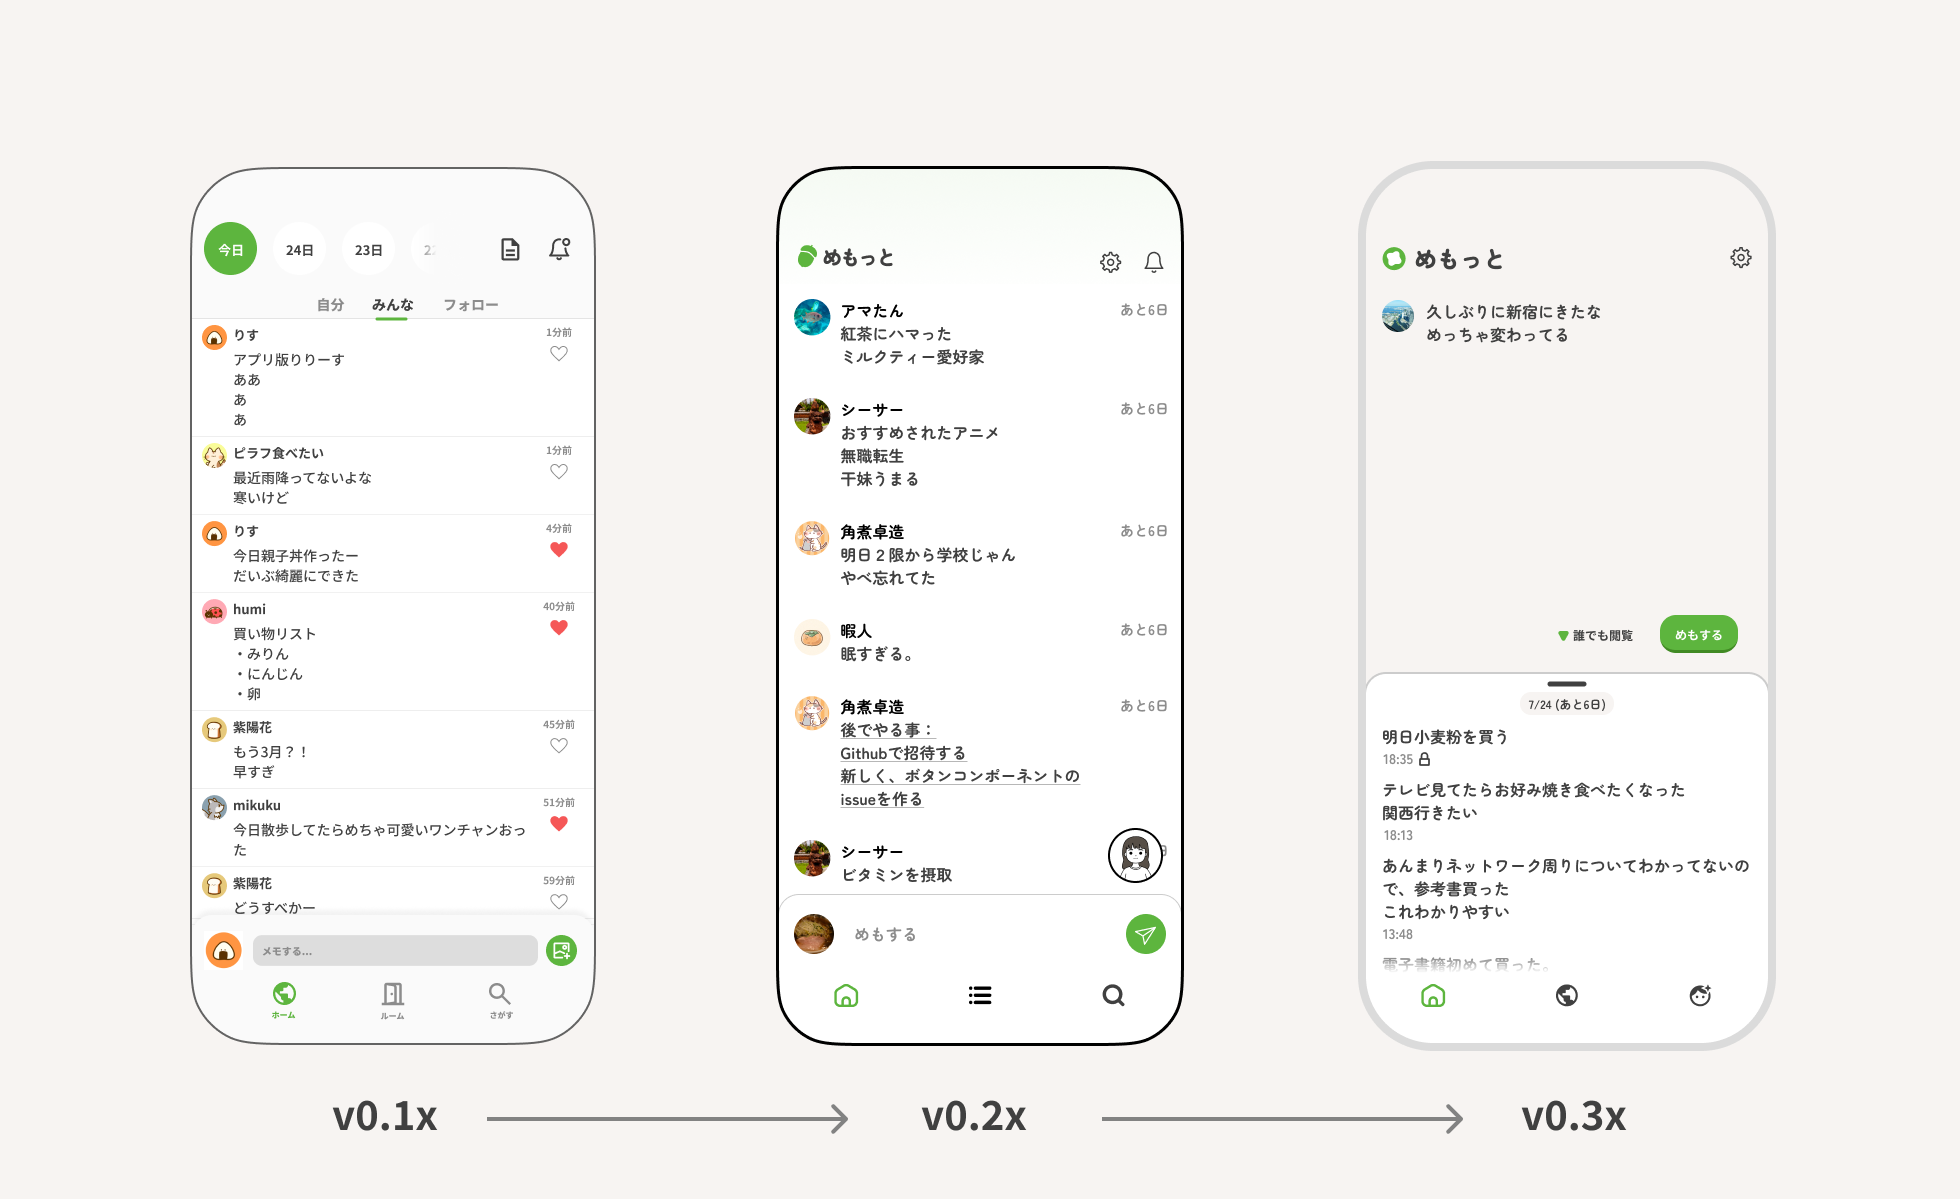 今日
24日
23日
自分
みんな
フォロー
りす
1分前
アプリ版りりーす
ああ
あ
あ
ピラフ食べたい
1分前
最近雨降ってないよな
寒いけど
りす
4分前
今日親子丼作ったー
だいぶ綺麗にできた
humi
40分前
買い物リスト
・みりん
・にんじん
・卵
紫陽花
45分前
もう3月？！
早すぎ
mikuku
51分前
今日散歩してたらめちゃ可愛いワンチャンおっ
た
紫陽花
59分前
どうすべかー
メモする...
ホーム
ルーム
さがす
めもっと
アマたん
あと6日
紅茶にハマった
ミルクティー愛好家
シーサー
あと6日
おすすめされたアニメ
無職転生
干妹うまる
角煮卓造
あと6日
明日２限から学校じゃん
やべ忘れてた
暇人
あと6日
眠すぎる。
角煮卓造
あと6日
後でやる事：
Githubで招待する
新しく、ボタンコンポーネントの
issueを作る
シーサー
ビタミンを摂取
めもする
めもっと
久しぶりに新宿にきたな
めっちゃ変わってる
誰でも閲覧
めもする
7/24 (あと6日)
明日小麦粉を買う
18:35
テレビ見てたらお好み焼き食べたくなった
関西行きたい
18:13
あんまりネットワーク周りについてわかってないの
で、参考書買った
これわかりやすい
13:48
電子書籍初めて買った。
v0.1x
v0.2x
v0.3x